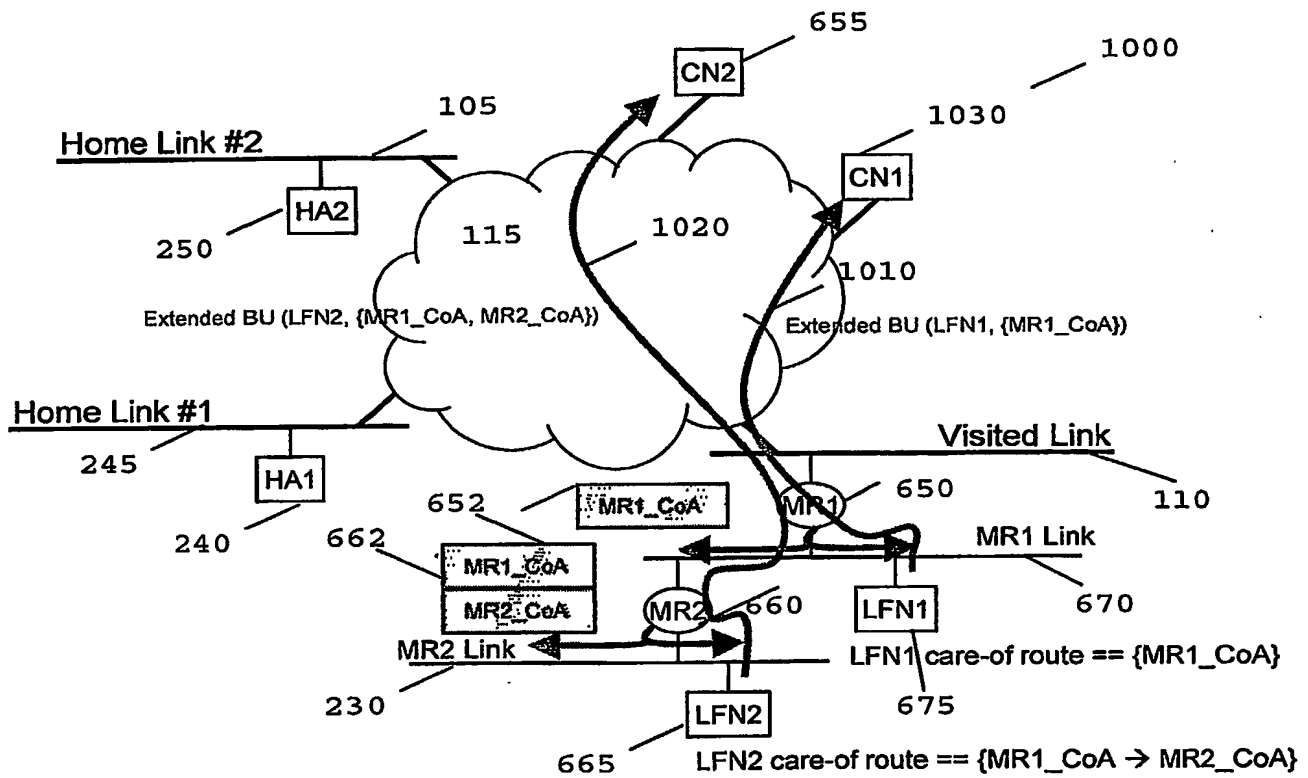 655
CN2
1000
105
Home Link #2
1030
CN1
HA2
250
115
1020
1010
Extended BU (LFN2, {MR1_CoA, MR2_CoA})
Extended BU (LFN1, {MR1_CoA})
Home Link #1
245
Visited Link
HA1
652
MR1_CoA
MR1
650
110
240
662
MR1_CoA
MR1 Link
MR2_CoA
MR2
660
LFN1
670
MR2 Link
LFN1 care-of route == {MR1_CoA}
230
LFN2
675
665
LFN2 care-of route == {MR1_CoA → MR2_CoA}